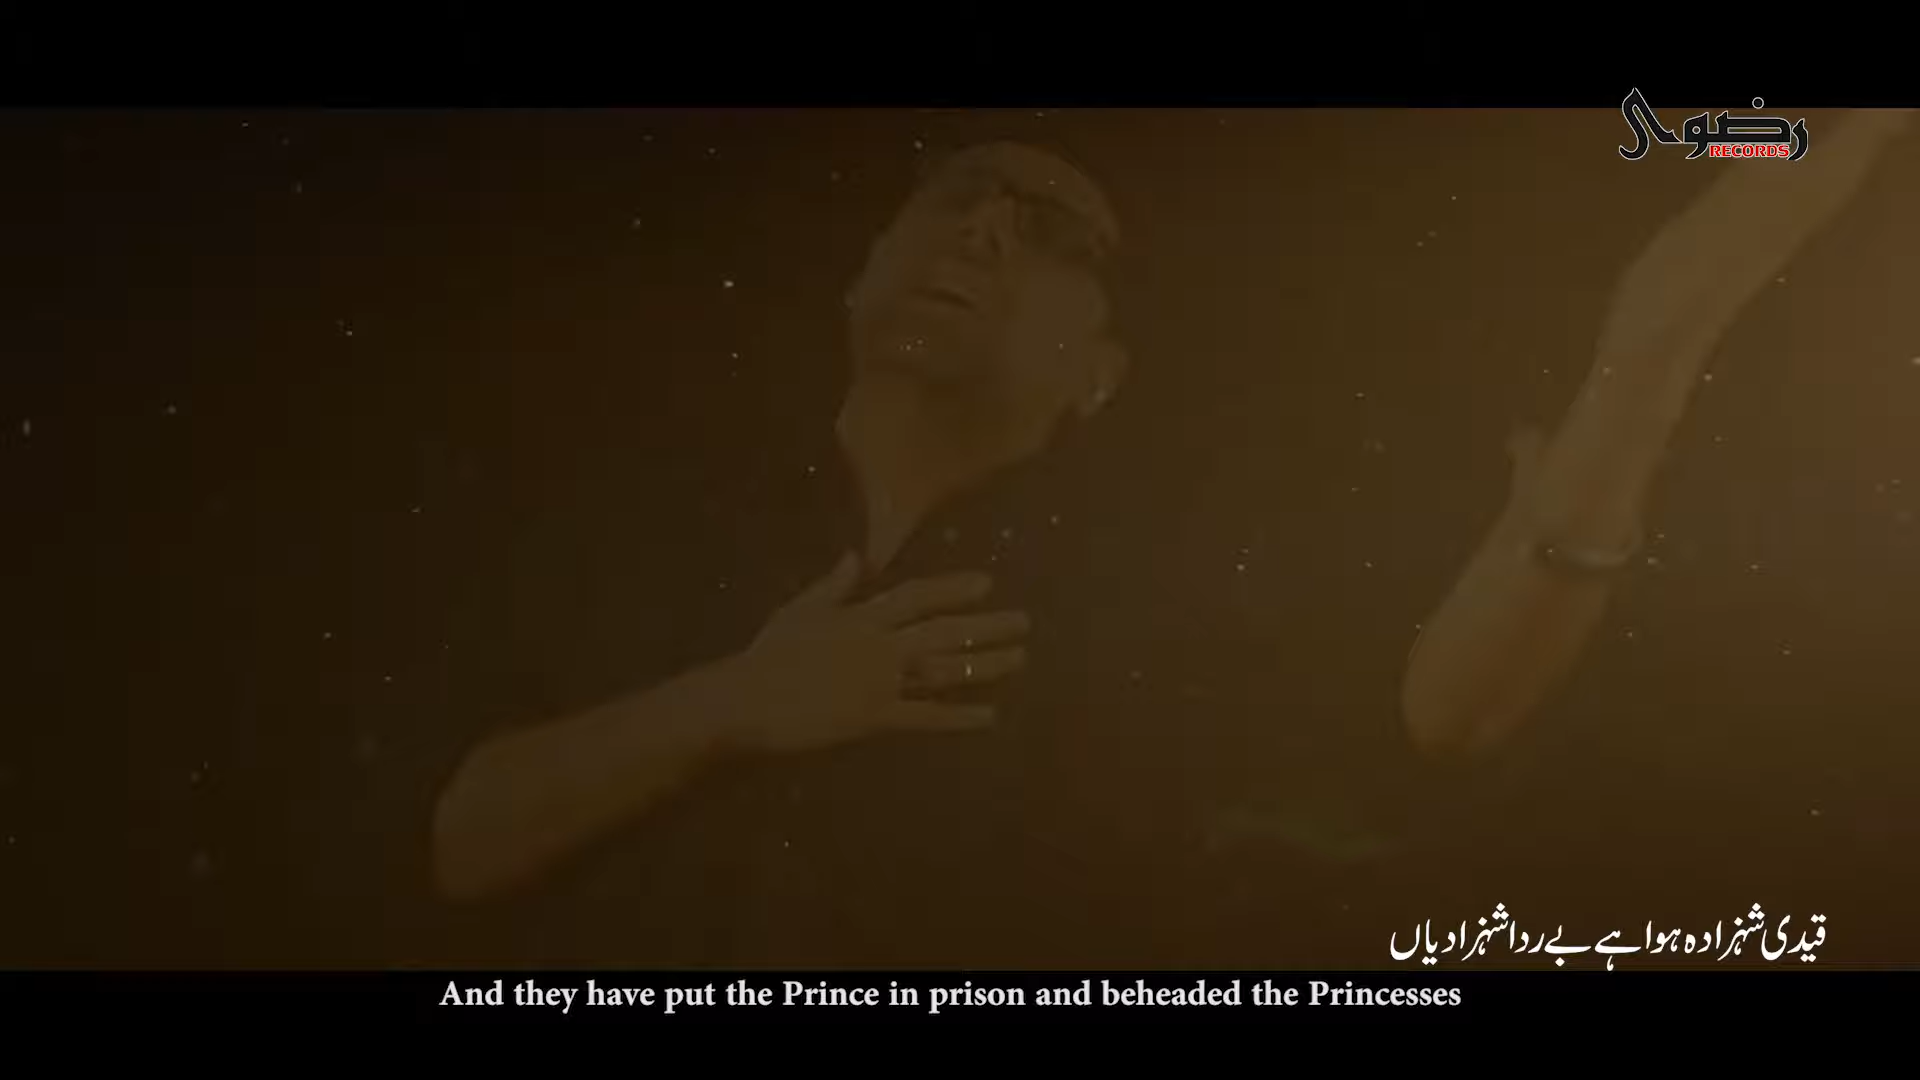 رضوی
RECORDS
قیدی شہزادہ ہوا ہے بے ردا شہزادیاں
And they have put the Prince in prison and beheaded the Princesses